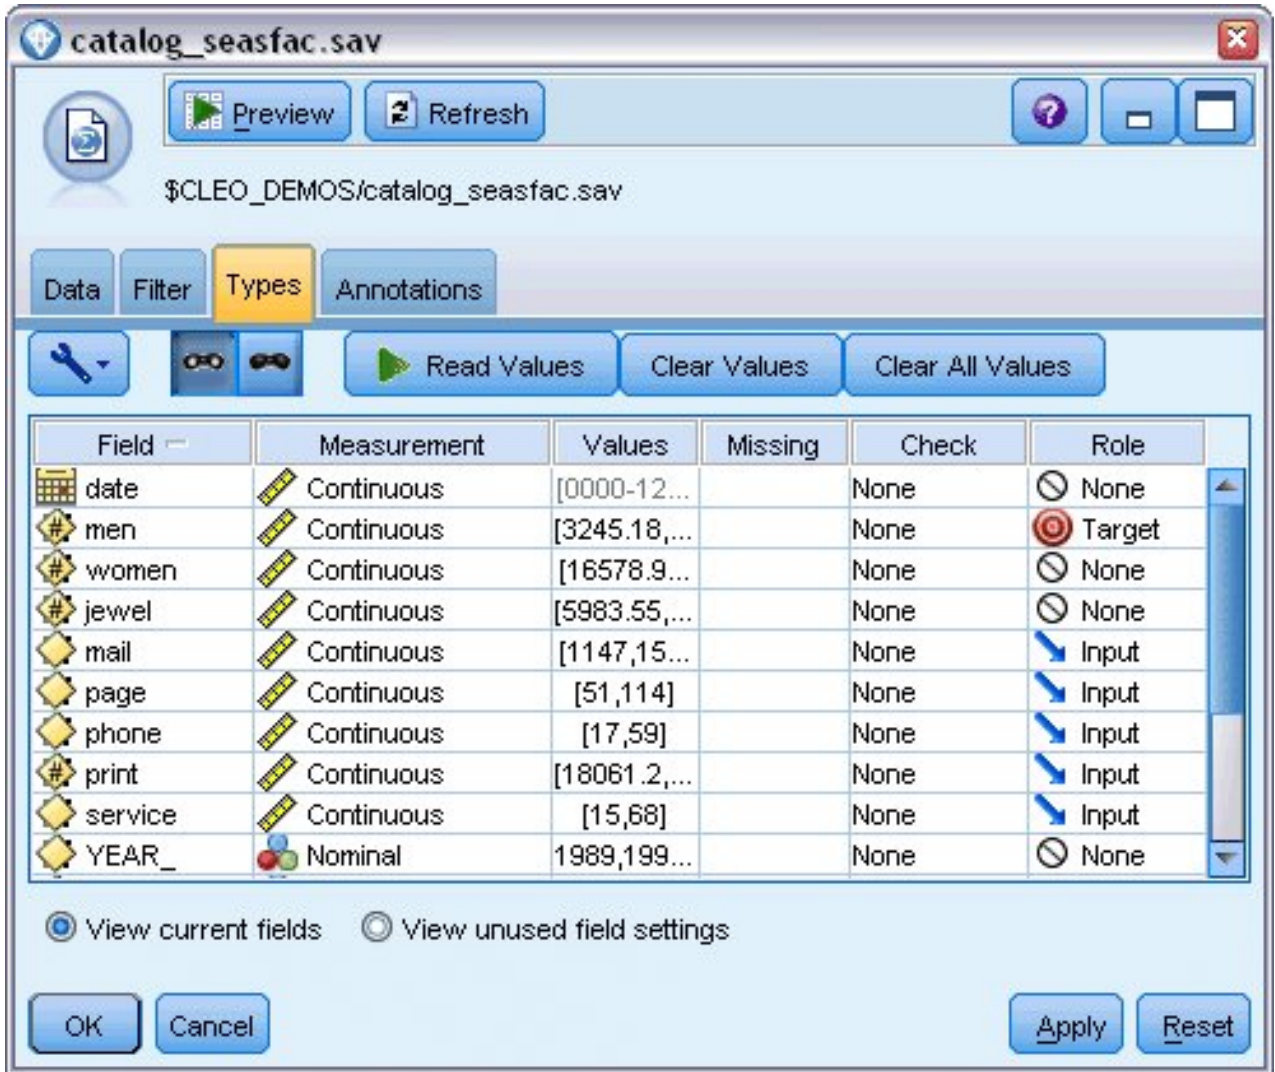 catalog_seasfac.sav
Preview Refresh
$CLEO_DEMOS/catalog_seasfac.sav
Data Filter Types Annotations
Read Values Clear Values Clear All Values
Field Measurement Values Missing Check Role
date Continuous [0000-12... None None
men Continuous [3245.18,... None Target
women Continuous [16578.9... None None
jewel Continuous [5983.55,... None None
mail Continuous [1147,15... None Input
page Continuous [51,114] None Input
phone Continuous [17,59] None Input
print Continuous [18061.2,... None Input
service Continuous [15,68] None Input
YEAR_ Nominal 1989,199... None None
View current fields View unused field settings
OK Cancel Apply Reset